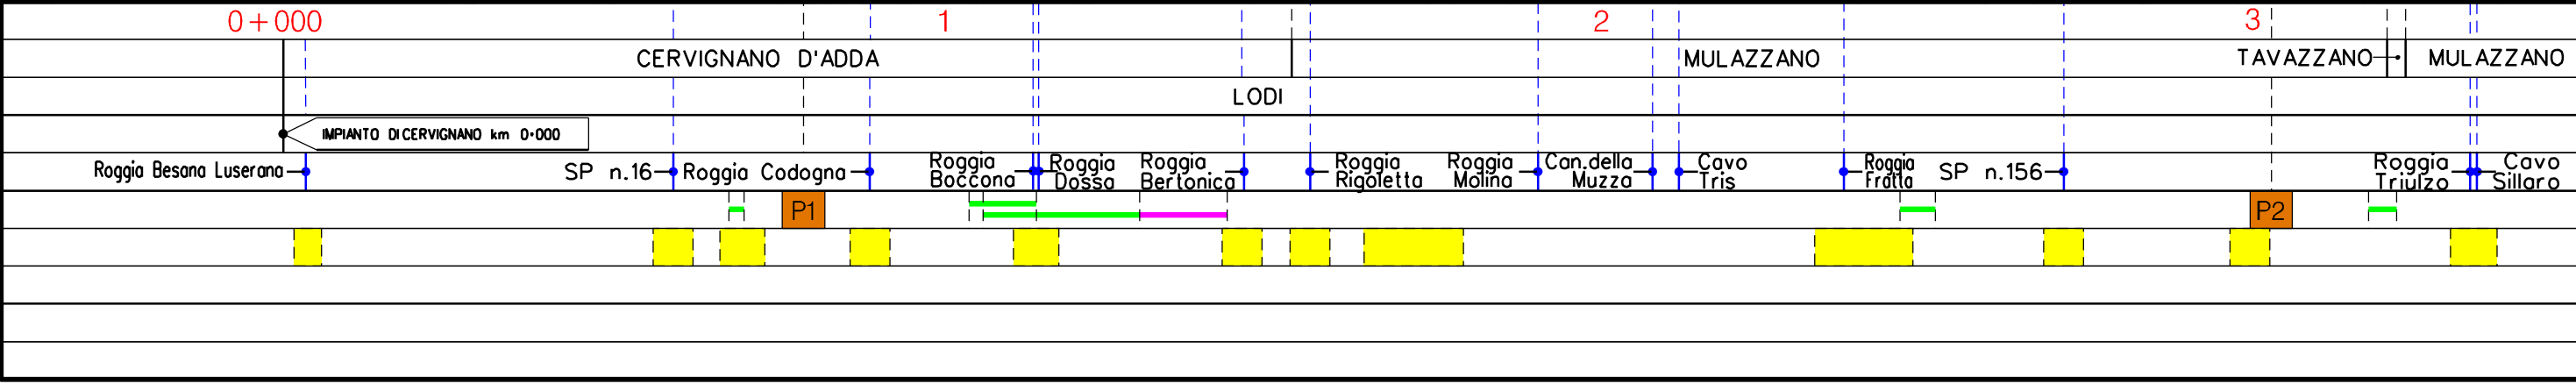 0+000 1 2 3
CERVIGNANO D'ADDA MULAZZANO TAVAZZANO MULAZZANO
LODI
IMPIANTO DI CERVIGNANO km 0+000
Roggia Besana Luserana
SP n.16
Roggia Codogna
Roggia
Boccona
Roggia
Dossa
Roggia
Bertonica
Roggia
Rigoletta
Roggia
Molina
Can.della
Muzza
Cavo
Tris
Roggia
Fratta
SP n.156
Roggia
Triulzo
Cavo
Sillaro
P1 P2